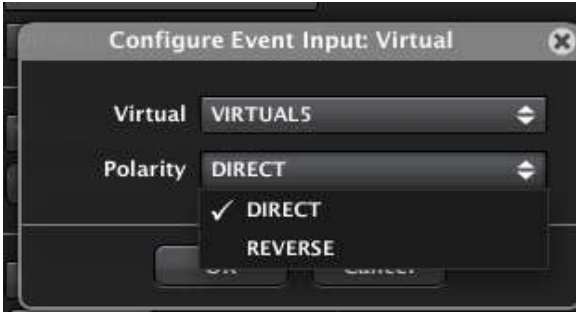 Configure Event Input: Virtual
Virtual VIRTUAL5
Polarity DIRECT
✓ DIRECT
REVERSE